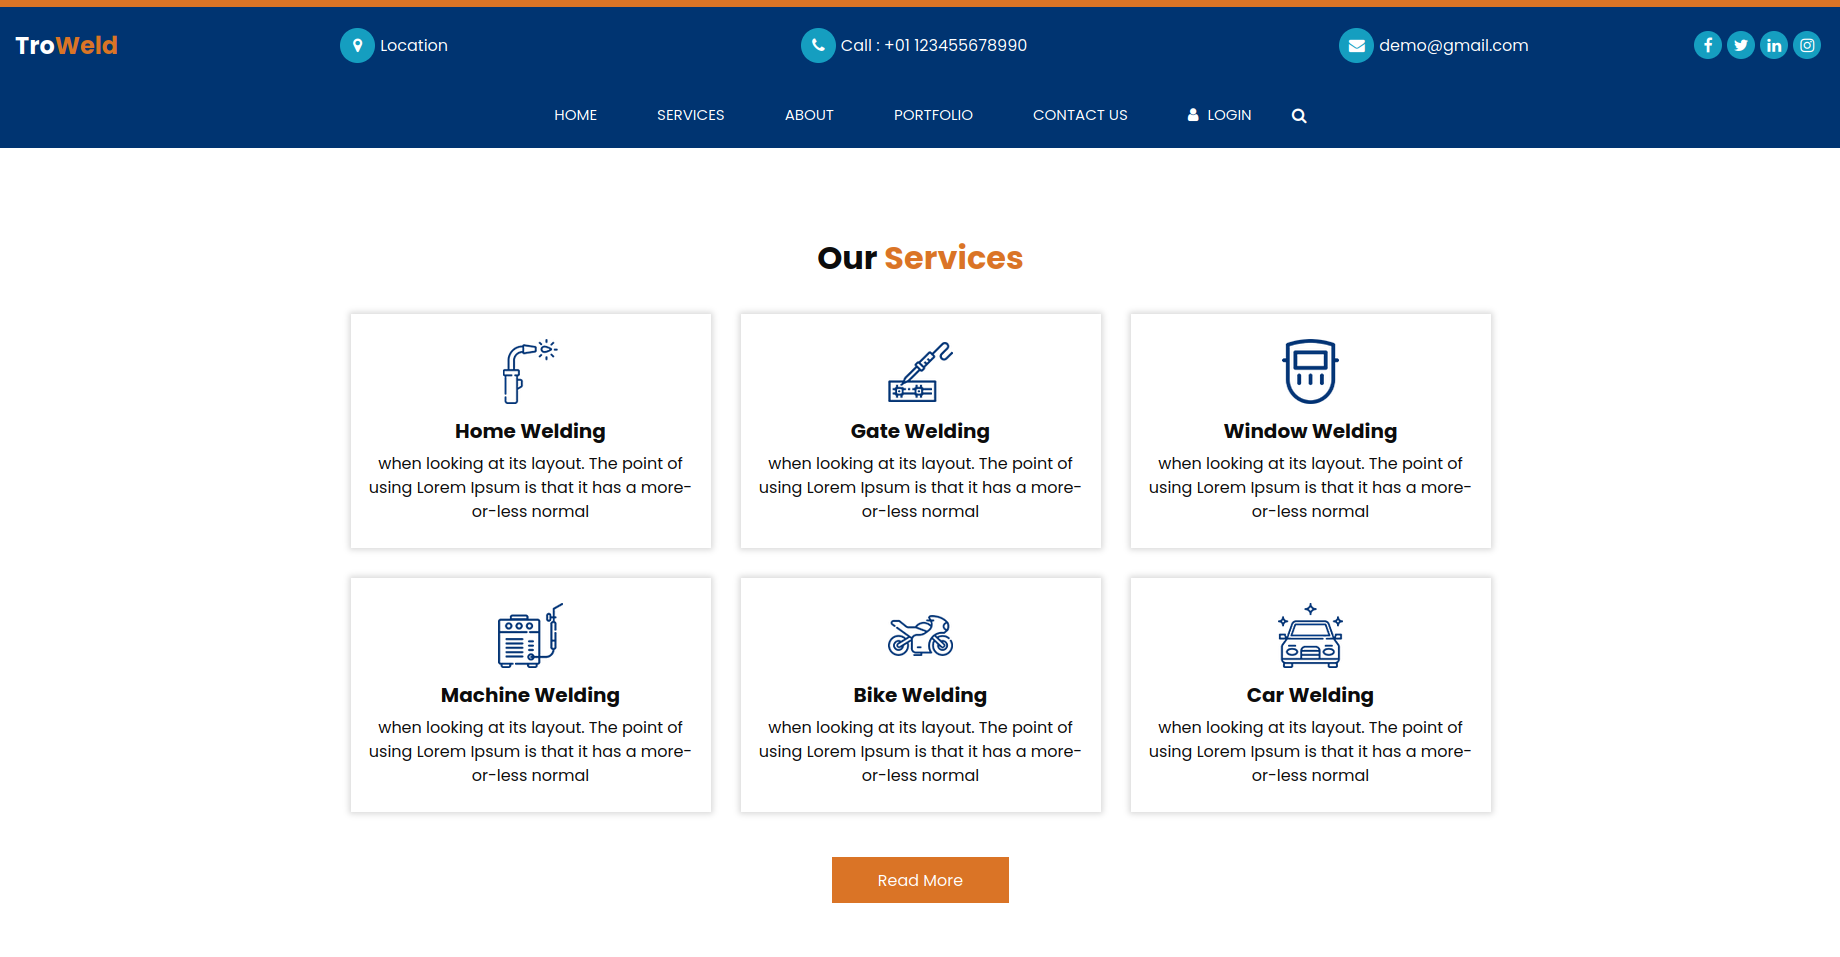 TroWeld
Location
Call : +01 123455678990
demo@gmail.com
HOME
SERVICES
ABOUT
PORTFOLIO
CONTACT US
LOGIN
Our Services
Home Welding
when looking at its layout. The point of
using Lorem Ipsum is that it has a more-
or-less normal
Gate Welding
when looking at its layout. The point of
using Lorem Ipsum is that it has a more-
or-less normal
Window Welding
when looking at its layout. The point of
using Lorem Ipsum is that it has a more-
or-less normal
Machine Welding
when looking at its layout. The point of
using Lorem Ipsum is that it has a more-
or-less normal
Bike Welding
when looking at its layout. The point of
using Lorem Ipsum is that it has a more-
or-less normal
Car Welding
when looking at its layout. The point of
using Lorem Ipsum is that it has a more-
or-less normal
Read More